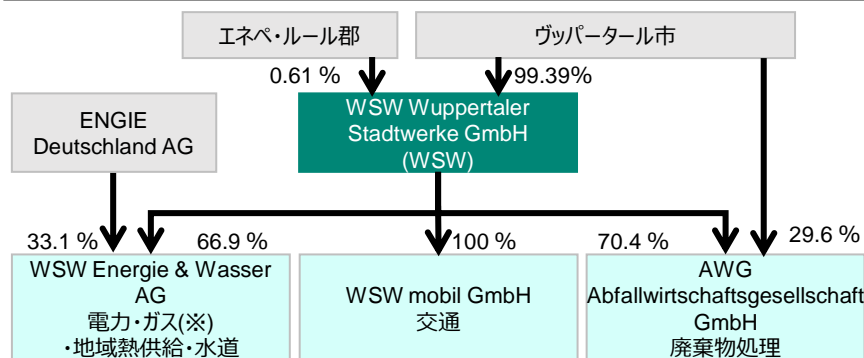 エネペ・ルール郡
ヴッパータール市
0.61 %
99.39%
ENGIE
Deutschland AG
WSW Wuppertaler
Stadtwerke GmbH
(WSW)
33.1 %
66.9 %
100 %
70.4 %
29.6 %
WSW Energie & Wasser
AG
電力・ガス(※)
・地域熱供給・水道
WSW mobil GmbH
交通
AWG
Abfallwirtschaftsgesellschaft
GmbH
廃棄物処理